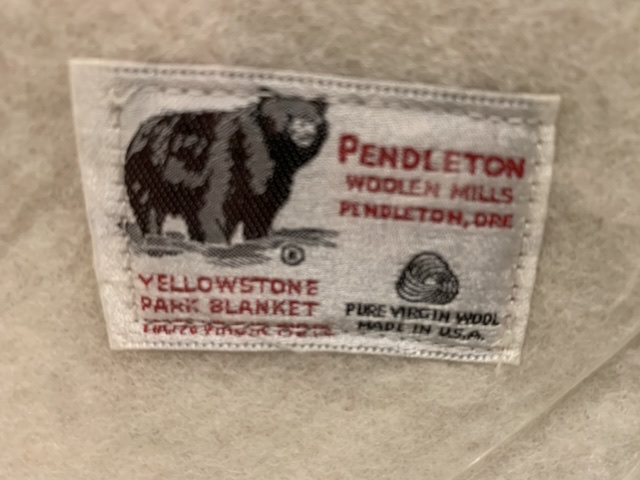 PENDLETON
WOOLEN MILLS
PENDLETON, ORE
®
YELLOWSTONE
PARK BLANKET
PURE VIRGIN WOOL
MADE IN U.S.A.